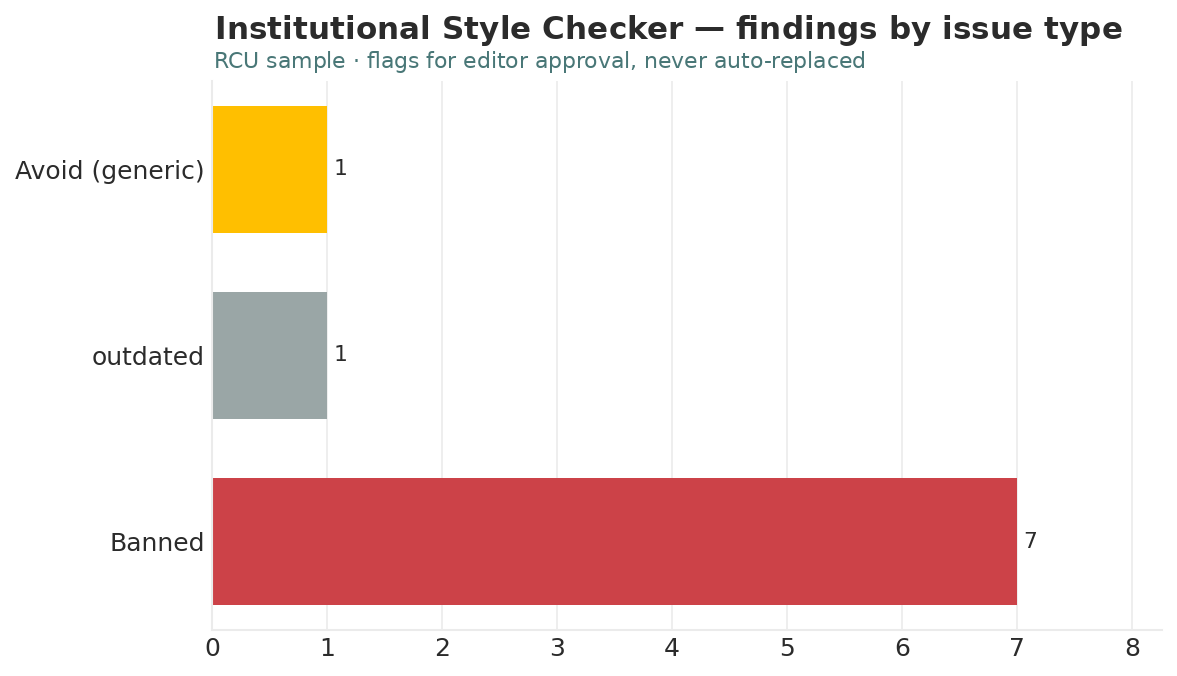 Institutional Style Checker — findings by issue type
RCU sample · flags for editor approval, never auto-replaced
Avoid (generic)
1
outdated
1
Banned
7
0 1 2 3 4 5 6 7 8